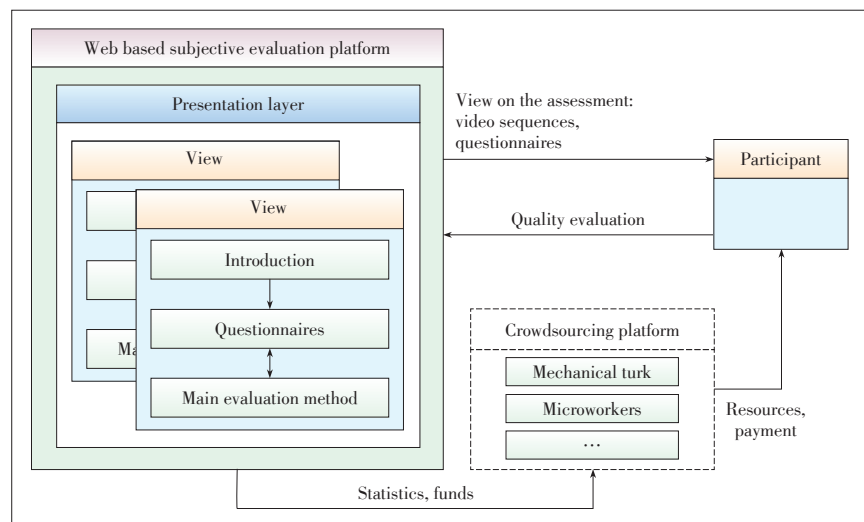 Web based subjective evaluation platform
Presentation layer
View
Ma
View
Introduction
Questionnaires
Main evaluation method
View on the assessment:
video sequences,
questionnaires
Quality evaluation
Participant
Crowdsourcing platform
Mechanical turk
Microworkers
…
Resources,
payment
Statistics, funds